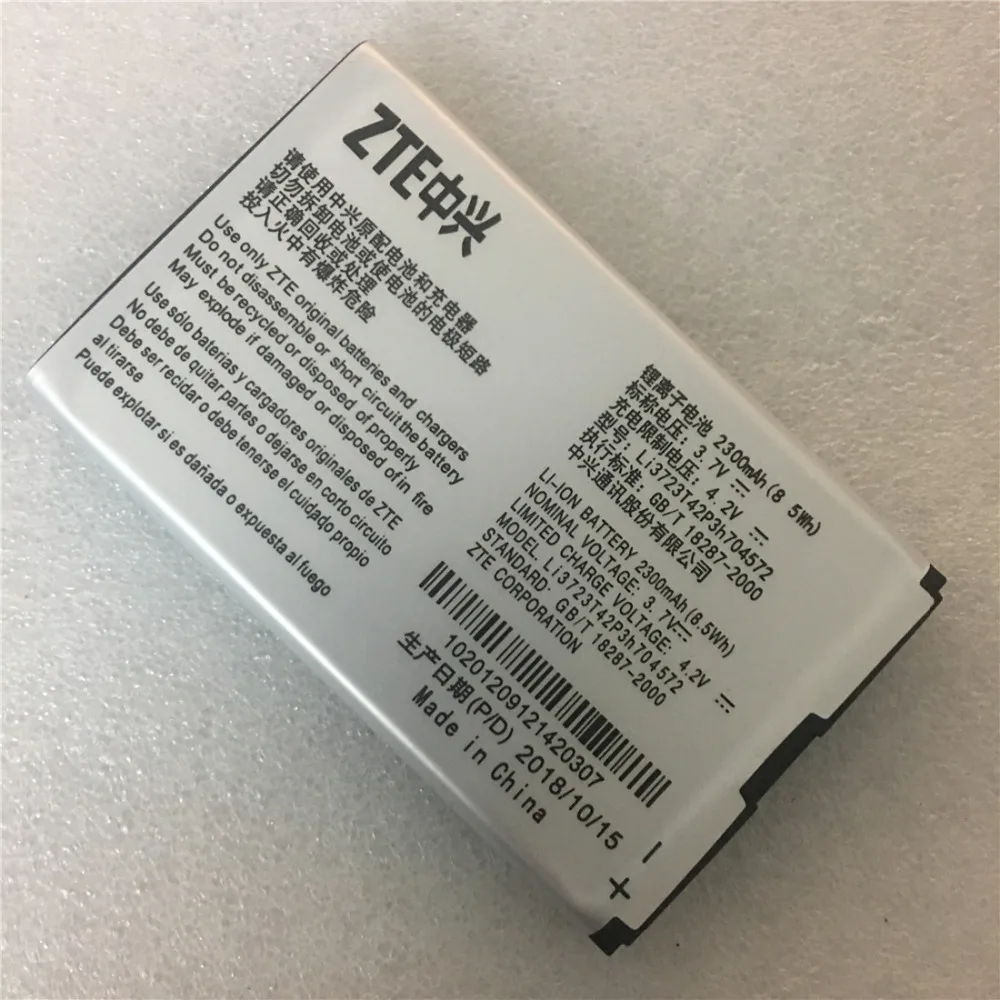 ZTE中兴
请使用中兴原配电池和充电器
切勿拆卸电池或使电池的电极短路
请正确回收或处理
投入火中有爆炸危险
Use only ZTE original batteries and chargers
Do not disassemble or short circuit the battery
Must be recycled or disposed of properly
May explode if damaged or disposed of in fire
Use sólo baterías y cargadores originales de ZTE
No debe de quitar partes o dejarse en corto circuito
Debe ser recidar o debe tenerse el cuidado propio
al tirarse
Puede explotar si es dañada o expuesta al fuego
锂离子电池 2300mAh (8 5Wh)
标称电压: 3.7V⎓
充电限制电压: 4.2V ⎓
型号: Li3723T42P3h704572
执行标准: GB/T 18287-2000
中兴通讯股份有限公司
LI-ION BATTERY 2300mAh (8.5Wh)
NOMINAL VOLTAGE: 3.7V⎓
LIMITED CHARGE VOLTAGE: 4.2V ⎓
MODEL: Li3723T42P3h704572
STANDARD: GB/T 18287-2000
ZTE CORPORATION
10201209121420307
生产日期(P/D) 2018/10/15
Made in China
− +